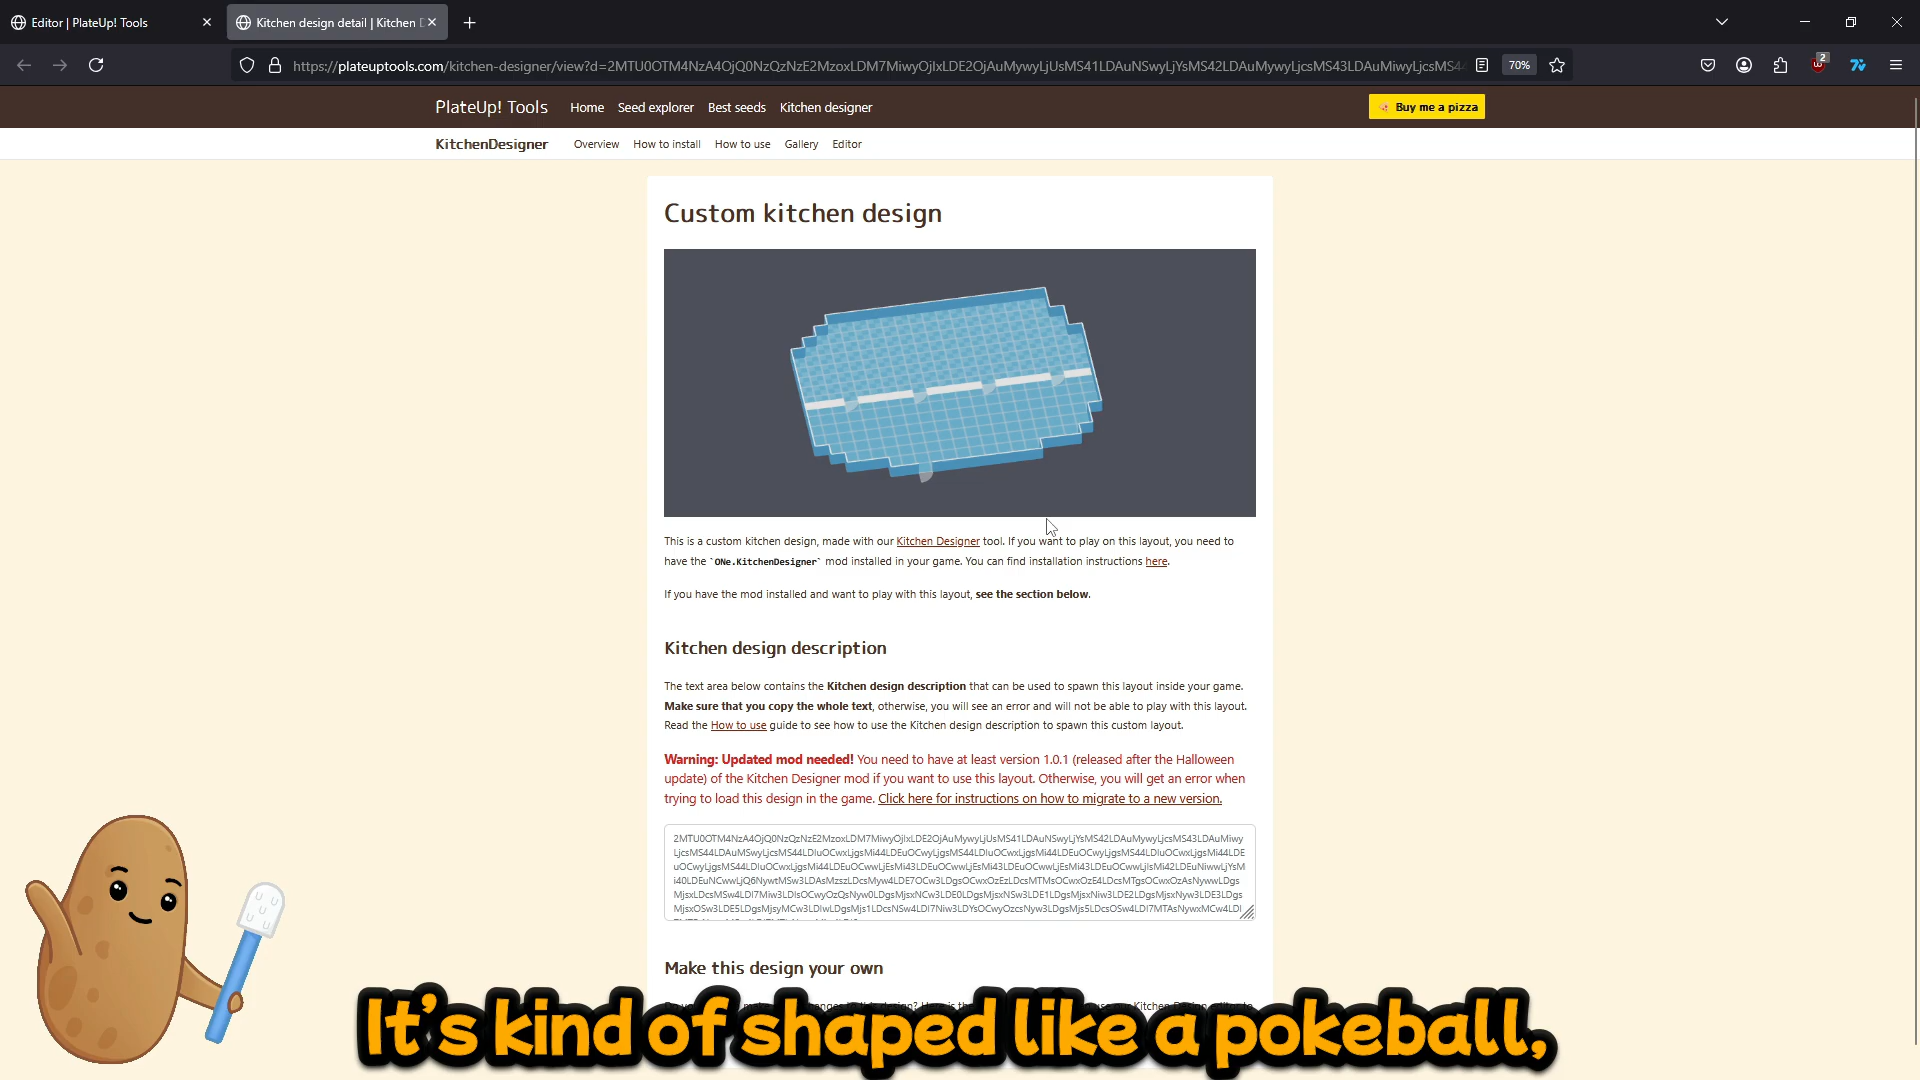 Editor | PlateUp! Tools
Kitchen design detail | Kitchen D
https://plateuptools.com/kitchen-designer/view?d=2MTU0OTM4NzA4OjQ0NzQzNzE2MzoxLDM7MiwyOjIxLDE2OjAuMywyLjUsMS41LDAuNSwyLjYsMS42LDAuMywyLjcsMS43LDAuMiwyLjcsMS4
70%
2
PlateUp! Tools Home Seed explorer Best seeds Kitchen designer
Buy me a pizza
KitchenDesigner Overview How to install How to use Gallery Editor
Custom kitchen design
This is a custom kitchen design, made with our Kitchen Designer tool. If you want to play on this layout, you need to
have the `ONe.KitchenDesigner` mod installed in your game. You can find installation instructions here.
If you have the mod installed and want to play with this layout, see the section below.
Kitchen design description
The text area below contains the Kitchen design description that can be used to spawn this layout inside your game.
Make sure that you copy the whole text, otherwise, you will see an error and will not be able to play with this layout.
Read the How to use guide to see how to use the Kitchen design description to spawn this custom layout.
Warning: Updated mod needed! You need to have at least version 1.0.1 (released after the Halloween
update) of the Kitchen Designer mod if you want to use this layout. Otherwise, you will get an error when
trying to load this design in the game. Click here for instructions on how to migrate to a new version.
Make this design your own
It's kind of shaped like a pokeball,